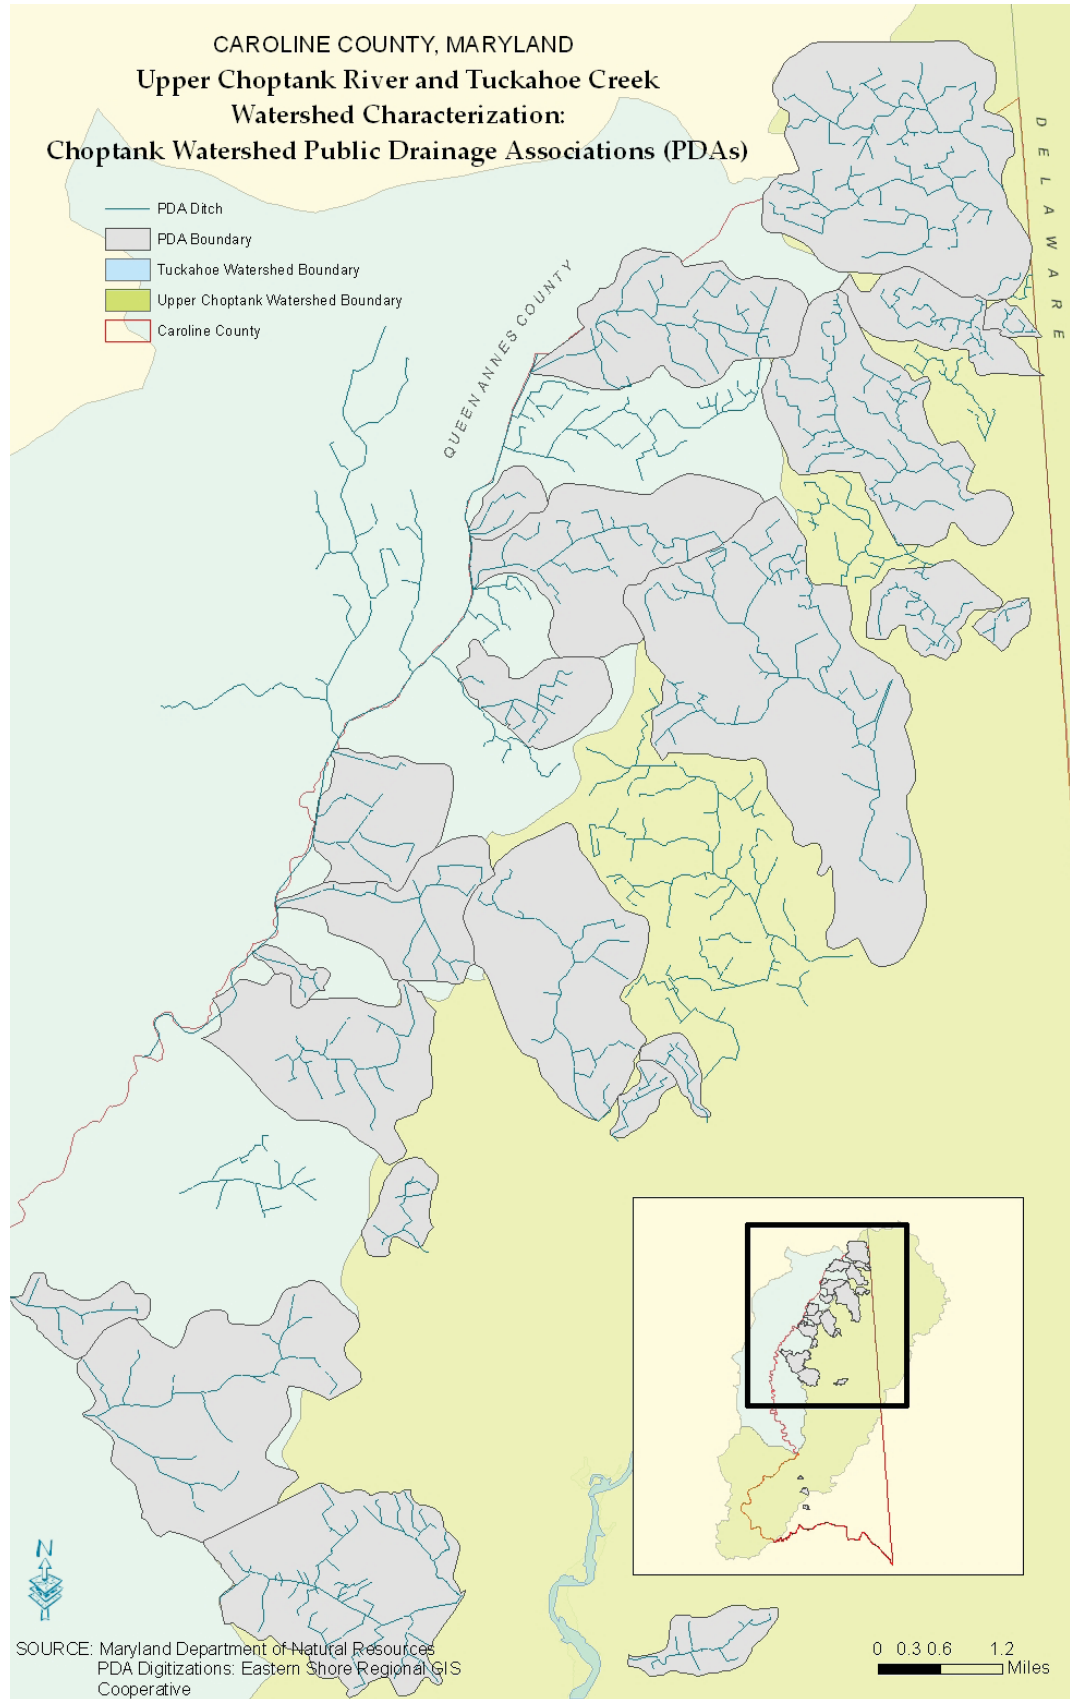 CAROLINE COUNTY, MARYLAND
Upper Choptank River and Tuckahoe Creek
Watershed Characterization:
Choptank Watershed Public Drainage Associations (PDAs)
PDA Ditch
PDA Boundary
Tuckahoe Watershed Boundary
Upper Choptank Watershed Boundary
Caroline County
QUEEN ANNES COUNTY
DELAWARE
N
SOURCE: Maryland Department of Natural Resources
PDA Digitizations: Eastern Shore Regional GIS
Cooperative
0 0.3 0.6 1.2
Miles